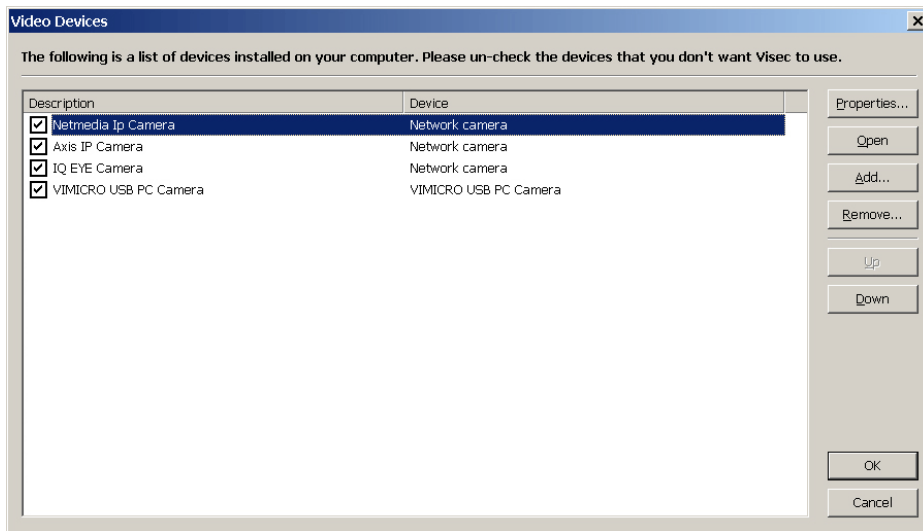 Video Devices
The following is a list of devices installed on your computer. Please un-check the devices that you don't want Visec to use.
Description Device
Netmedia Ip Camera Network camera
Axis IP Camera Network camera
IQ EYE Camera Network camera
VIMICRO USB PC Camera VIMICRO USB PC Camera
Properties...
Open
Add...
Remove...
Up
Down
OK
Cancel